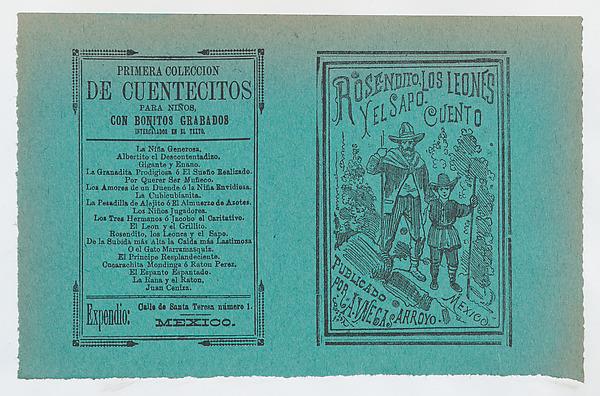 PRIMERA COLECCION
DE CUENTECITOS
PARA NIÑOS,
CON BONITOS GRABADOS
INTERCALADOS EN EL TEXTO.
La Niña Generosa,
Albertito el Descontentadizo,
Gigante y Enano.
La Granadita Prodigiosa ó El Sueño Realizado.
Por Querer Ser Muñeco.
Los Amores de un Duende ó la Niña Envidiosa.
La Cubicubianita.
La Pesadilla de Alejito ó El Almuerzo de Azotes.
Los Niños Jugadores.
Los Tres Hermanos ó Jacobo el Caritativo.
El Leon y el Grillito.
Rosendito, los Leones y el Sapo.
De la Subida más Alta la Caida más Lastimosa
O el Gato Marramasquis.
El Príncipe Resplandeciente.
Cucarachita Mondinga ó Raton Perez.
El Espanto Espantado.
La Rana y el Raton,
Juan Ceniza.
Expendio:
Calle de Santa Teresa número 1.
MEXICO.
ROSENDITO, LOS LEONES
Y EL SAPO.
CUENTO
PUBLICADO
POR A. VANEGAS ARROYO.
MEXICO.